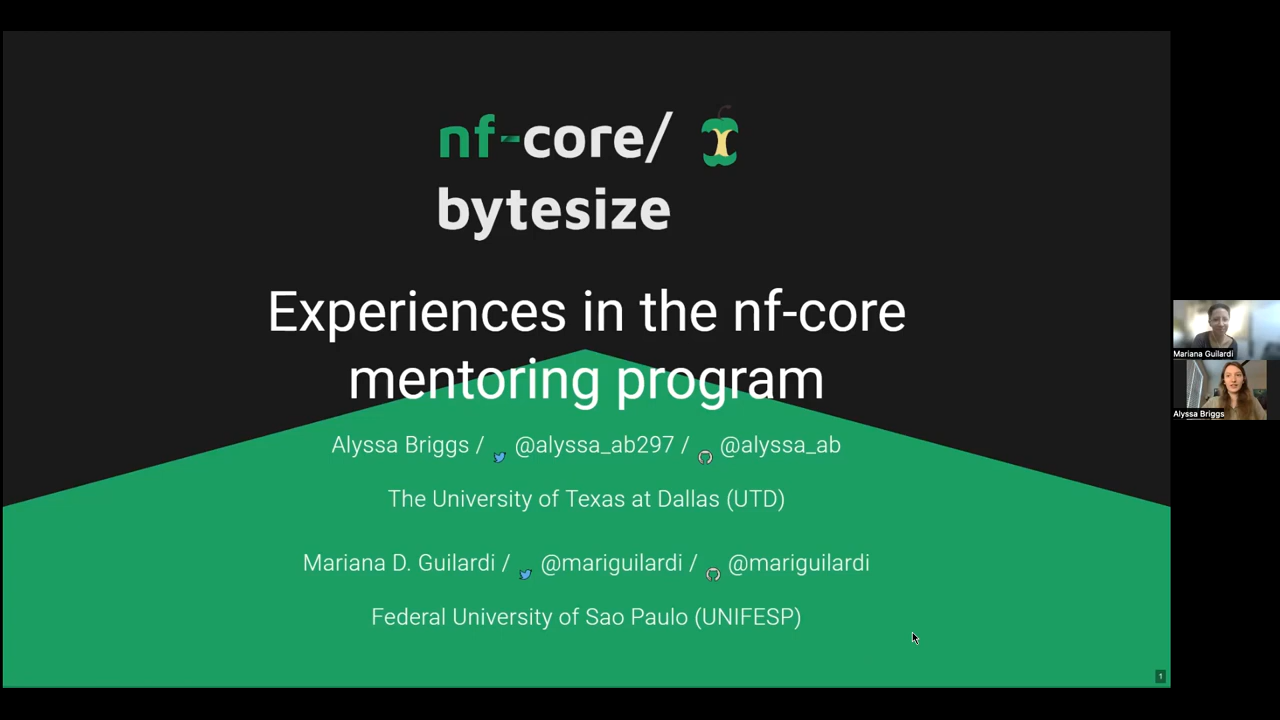 nf-core/
bytesize
Experiences in the nf-core
mentoring program
Alyssa Briggs / @alyssa_ab297 / @alyssa_ab
The University of Texas at Dallas (UTD)
Mariana D. Guilardi / @mariguilardi / @mariguilardi
Federal University of Sao Paulo (UNIFESP)
1
Mariana Guilardi
Alyssa Briggs